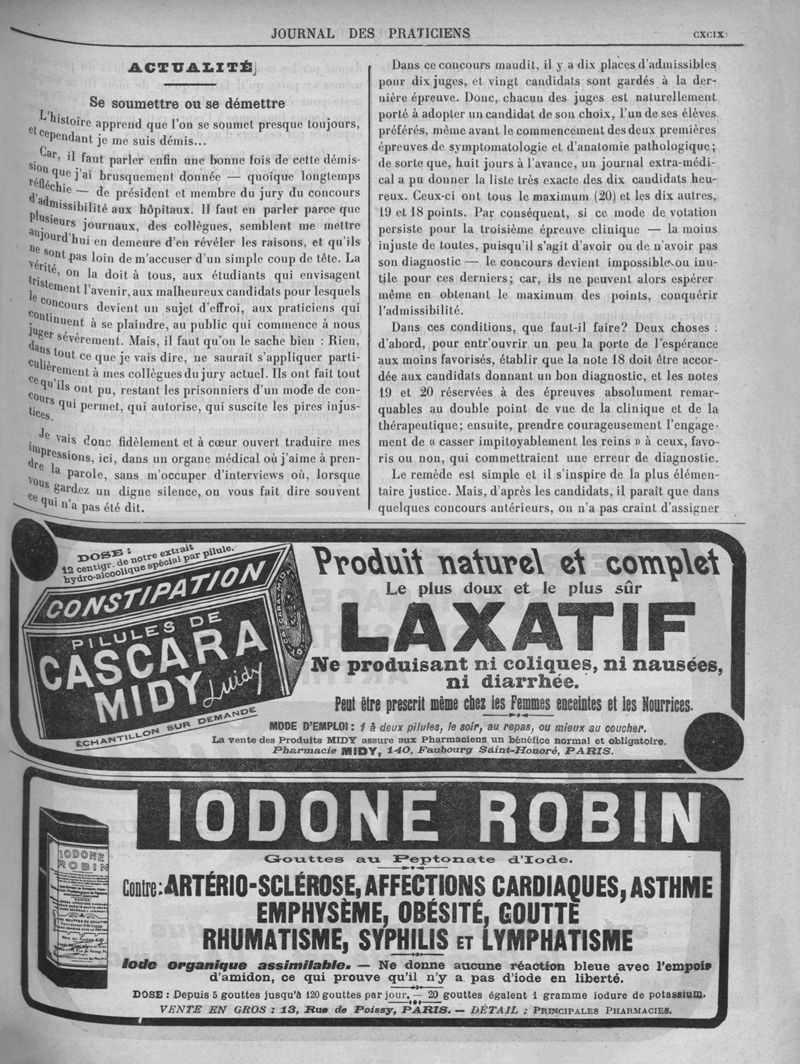 JOURNAL DES PRATICIENS
CXCIX
ACTUALITÉ
Se soumettre ou se démettre
L'histoire apprend que l'on se soumet presque toujours,
et cependant je me suis démis...
Car, il faut parler enfin une bonne fois de cette démis-
sion que j'ai brusquement donnée — quoique longtemps
réfléchie — de président et membre du jury du concours
d'admissibilité aux hôpitaux. Il faut en parler parce que
plusieurs journaux, des collègues, semblent me mettre
aujourd'hui en demeure d'en révéler les raisons, et qu'ils
ne sont pas loin de m'accuser d'un simple coup de tête. La
vérité, on la doit à tous, aux étudiants qui envisagent
tristement l'avenir, aux malheureux candidats pour lesquels
le concours devient un sujet d'effroi, aux praticiens qui
continuent à se plaindre, au public qui commence à nous
juger sévèrement. Mais, il faut qu'on le sache bien : Rien,
dans tout ce que je vais dire, ne saurait s'appliquer parti-
culièrement à mes collègues du jury actuel. Ils ont fait tout
ce qu'ils ont pu, restant les prisonniers d'un mode de con-
cours qui permet, qui autorise, qui suscite les pires injus-
tices.
Je vais donc fidèlement et à cœur ouvert traduire mes
impressions, ici, dans un organe médical où j'aime à pren-
dre la parole, sans m'occuper d'interviews où, lorsque
vous gardez un digne silence, on vous fait dire souvent
ce qui n'a pas été dit.
Dans ce concours maudit, il y a dix places d'admissibles
pour dix juges, et vingt candidats sont gardés à la der-
nière épreuve. Donc, chacun des juges est naturellement
porté à adopter un candidat de son choix, l'un de ses élèves
préférés, même avant le commencement des deux premières
épreuves de symptomatologie et d'anatomie pathologique;
de sorte que, huit jours à l'avance, un journal extra-médi-
cal a pu donner la liste très exacte des dix candidats heu-
reux. Ceux-ci ont tous le maximum (20) et les dix autres,
19 et 18 points. Par conséquent, si ce mode de votation
persiste pour la troisième épreuve clinique — la moins
injuste de toutes, puisqu'il s'agit d'avoir ou de n'avoir pas
son diagnostic — le concours devient impossible ou inu-
tile pour ces derniers; car, ils ne peuvent alors espérer
même en obtenant le maximum des points, conquérir
l'admissibilité.
Dans ces conditions, que faut-il faire? Deux choses :
d'abord, pour entr'ouvrir un peu la porte de l'espérance
aux moins favorisés, établir que la note 18 doit être accor-
dée aux candidats donnant un bon diagnostic, et les notes
19 et 20 réservées à des épreuves absolument remar-
quables au double point de vue de la clinique et de la
thérapeutique; ensuite, prendre courageusement l'engage-
ment de « casser impitoyablement les reins » à ceux, favo-
ris ou non, qui commettraient une erreur de diagnostic.
Le remède est simple et il s'inspire de la plus élémen-
taire justice. Mais, d'après les candidats, il paraît que dans
quelques concours antérieurs, on n'a pas craint d'assigner
DOSE :
12 centigr. de notre extrait
hydro-alcoolique spécial par pilule.
CONSTIPATION
PILULES DE
CASCARA
MIDY
Midy
ÉCHANTILLON SUR DEMANDE
Produit naturel et complet
Le plus doux et le plus sûr
LAXATIF
Ne produisant ni coliques, ni nausées,
ni diarrhée.
Peut être prescrit même chez les Femmes enceintes et les Nourrices.
MODE D'EMPLOI : 1 à deux pilules, le soir, au repas, ou mieux au coucher.
La vente des Produits MIDY assure aux Pharmaciens un bénéfice normal et obligatoire.
Pharmacie MIDY, 140, Faubourg Saint-Honoré, PARIS.
IODONE ROBIN
IODONE
ROBIN
Gouttes au Peptonate d'Iode.
Contre : ARTÉRIO-SCLÉROSE, AFFECTIONS CARDIAQUES, ASTHME
EMPHYSÈME, OBÉSITÉ, GOUTTE
RHUMATISME, SYPHILIS ET LYMPHATISME
Iode organique assimilable. — Ne donne aucune réaction bleue avec l'empois
d'amidon, ce qui prouve qu'il n'y a pas d'iode en liberté.
DOSE : Depuis 5 gouttes jusqu'à 120 gouttes par jour. — 20 gouttes égalent 1 gramme iodure de potassium.
VENTE EN GROS : 13, Rue de Poissy, PARIS. — DÉTAIL : PRINCIPALES PHARMACIES.